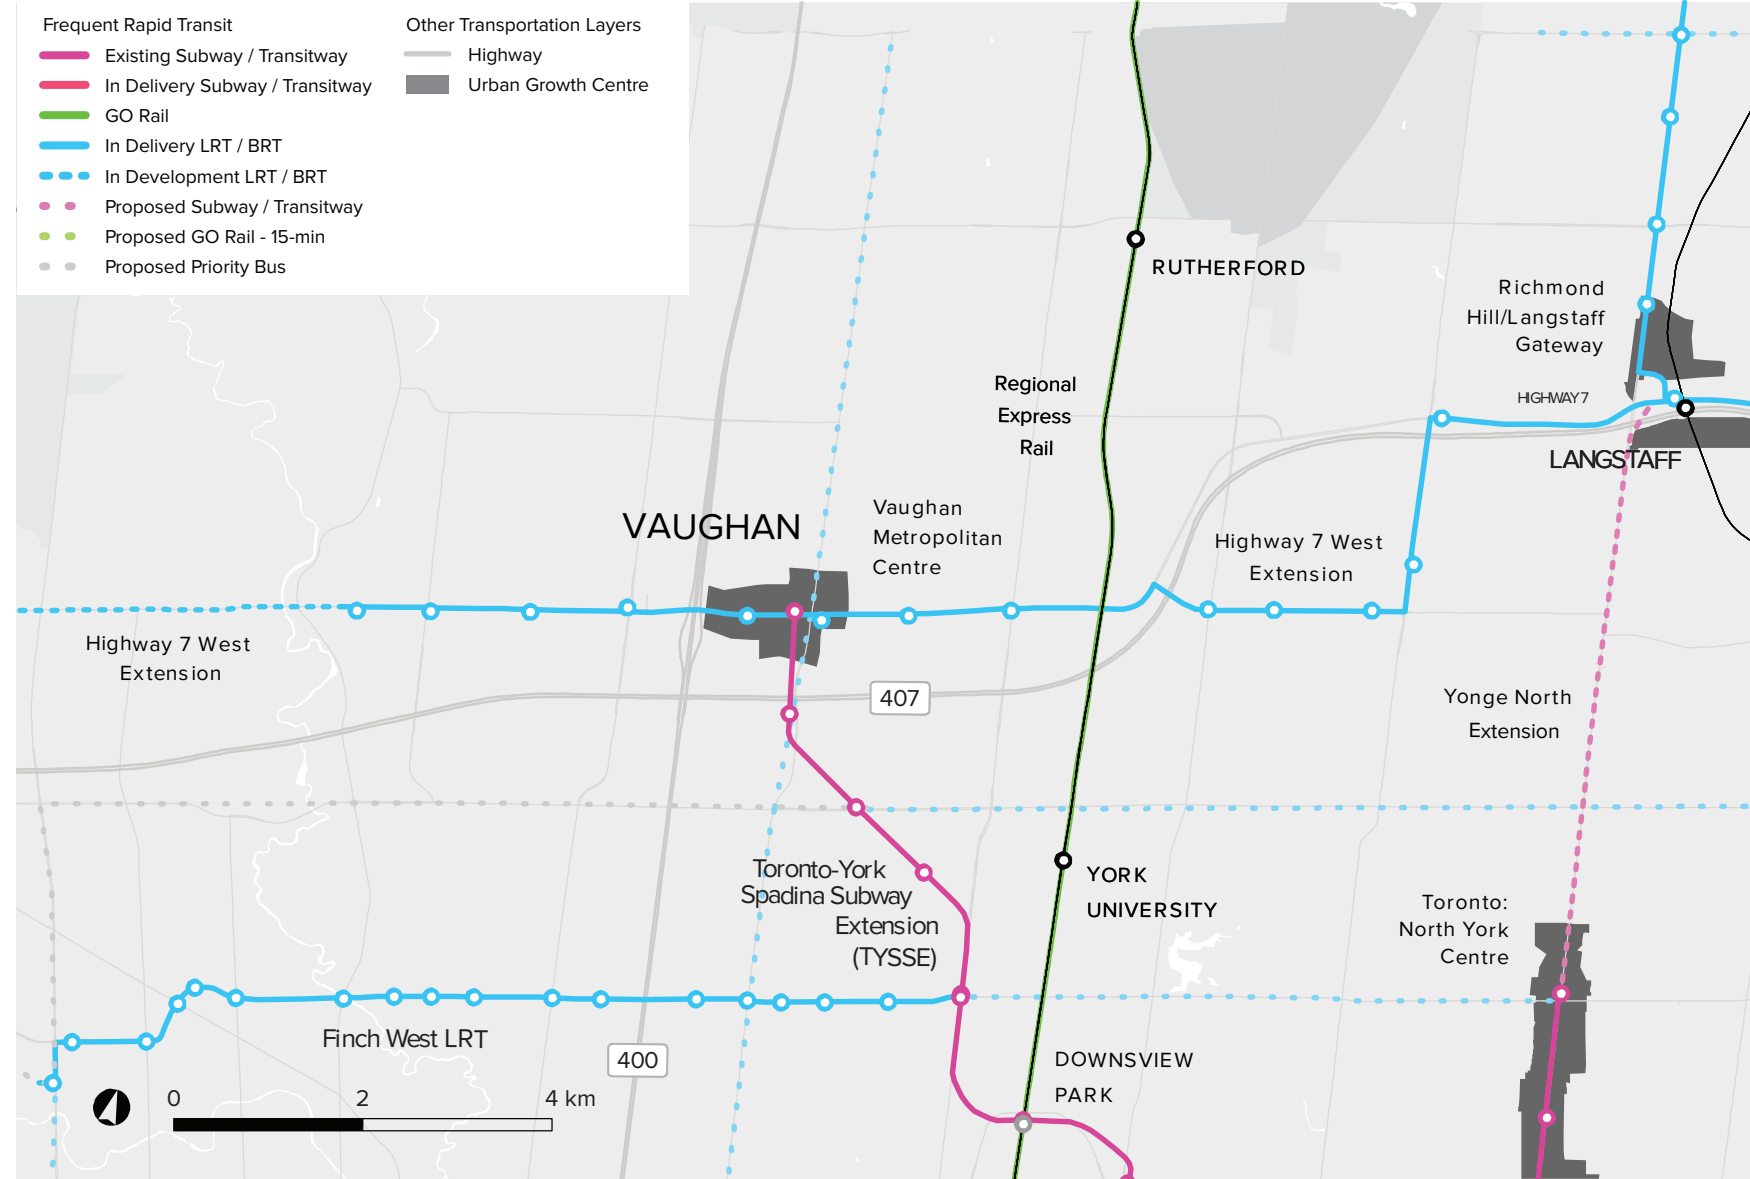 Frequent Rapid Transit
Existing Subway / Transitway
In Delivery Subway / Transitway
GO Rail
In Delivery LRT / BRT
In Development LRT / BRT
Proposed Subway / Transitway
Proposed GO Rail - 15-min
Proposed Priority Bus
Other Transportation Layers
Highway
Urban Growth Centre
RUTHERFORD
Richmond
Hill/Langstaff
Gateway
Regional
Express
Rail
HIGHWAY 7
LANGSTAFF
VAUGHAN
Vaughan
Metropolitan
Centre
Highway 7 West
Extension
Highway 7 West
Extension
407
Yonge North
Extension
Toronto-York
Spadina Subway
Extension
(TYSSE)
YORK
UNIVERSITY
Toronto:
North York
Centre
Finch West LRT
400
DOWNSVIEW
PARK
0 2 4 km